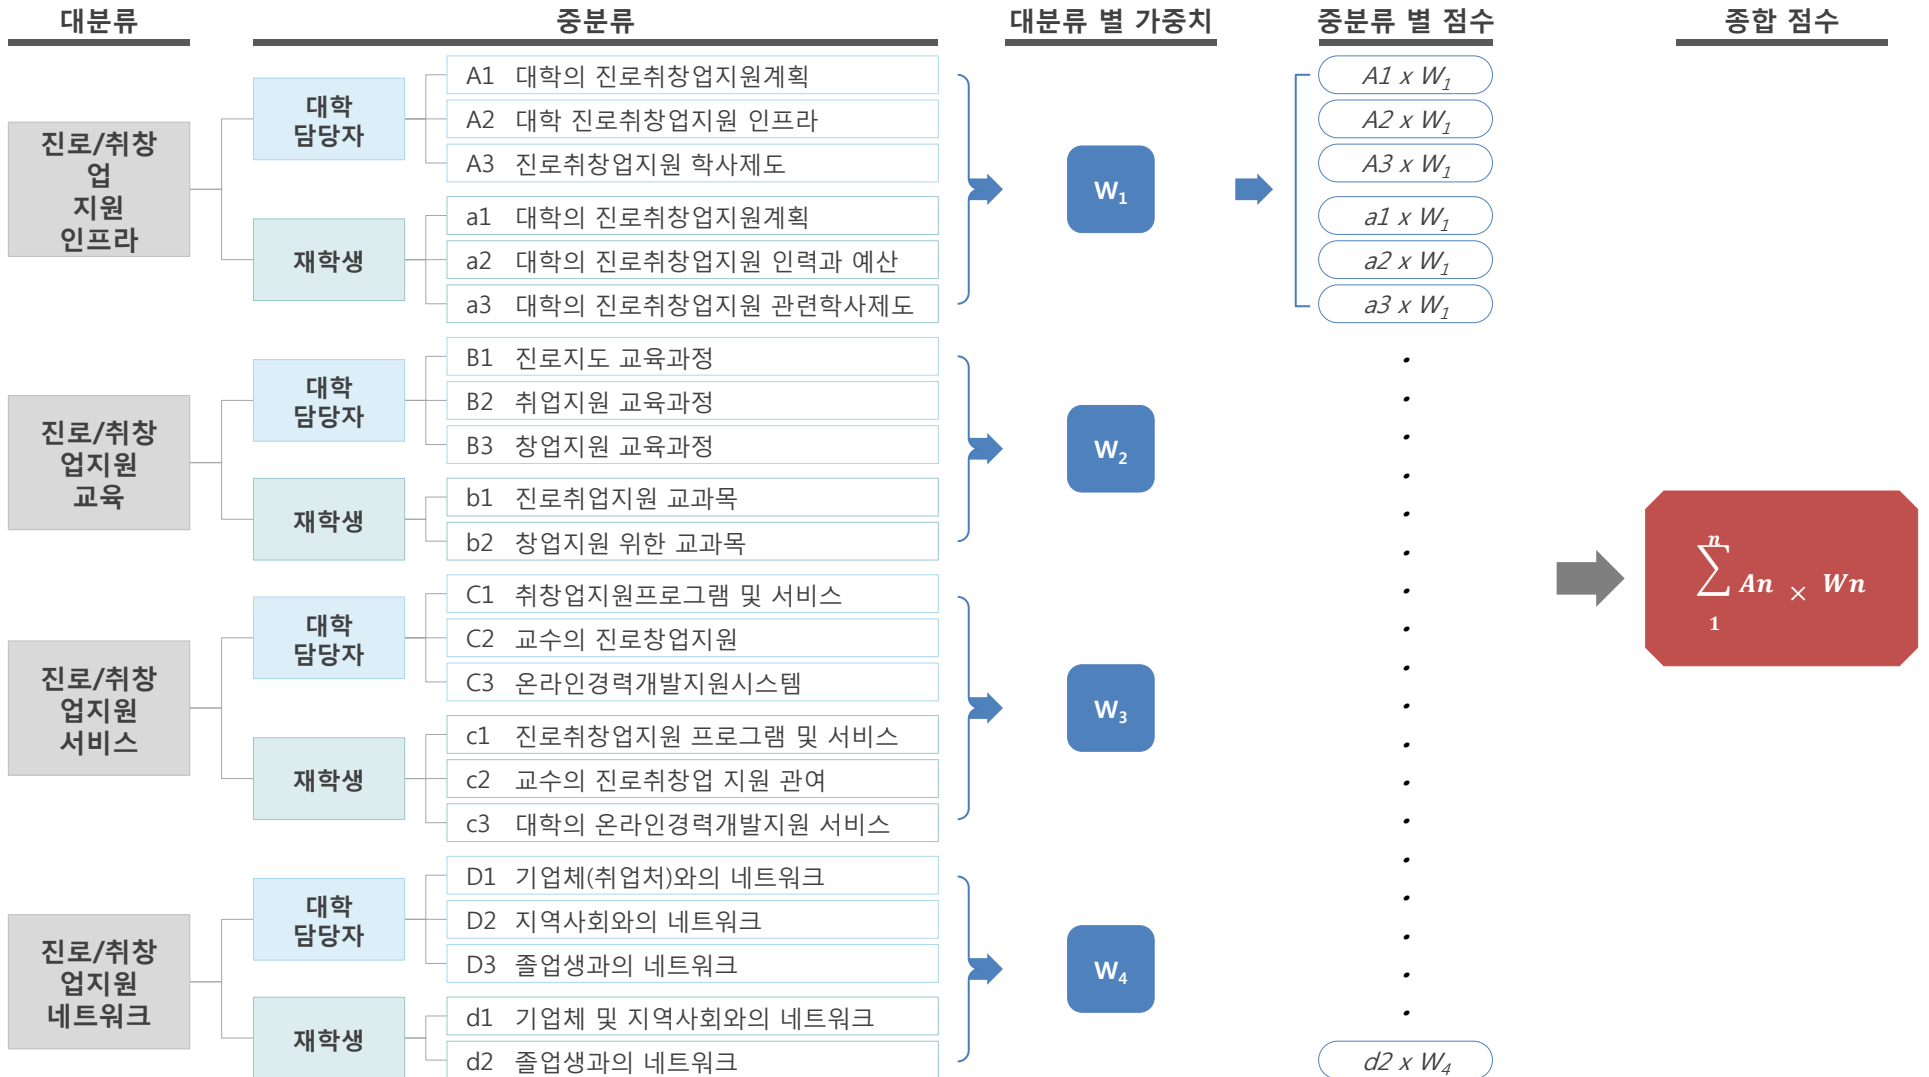 대분류
중분류
대분류 별 가중치
중분류 별 점수
종합 점수
진로/취창
업
지원
인프라
대학
담당자
A1 대학의 진로취창업지원계획
A2 대학 진로취창업지원 인프라
A3 진로취창업지원 학사제도
재학생
a1 대학의 진로취창업지원계획
a2 대학의 진로취창업지원 인력과 예산
a3 대학의 진로취창업지원 관련학사제도
W₁
A1 x W₁
A2 x W₁
A3 x W₁
a1 x W₁
a2 x W₁
a3 x W₁
진로/취창
업지원
교육
대학
담당자
B1 진로지도 교육과정
B2 취업지원 교육과정
B3 창업지원 교육과정
재학생
b1 진로취업지원 교과목
b2 창업지원 위한 교과목
W₂
진로/취창
업지원
서비스
대학
담당자
C1 취창업지원프로그램 및 서비스
C2 교수의 진로창업지원
C3 온라인경력개발지원시스템
재학생
c1 진로취창업지원 프로그램 및 서비스
c2 교수의 진로취창업 지원 관여
c3 대학의 온라인경력개발지원 서비스
W₃
진로/취창
업지원
네트워크
대학
담당자
D1 기업체(취업처)와의 네트워크
D2 지역사회와의 네트워크
D3 졸업생과의 네트워크
재학생
d1 기업체 및 지역사회와의 네트워크
d2 졸업생과의 네트워크
W₄
d2 x W₄
n
∑ An × Wn
1